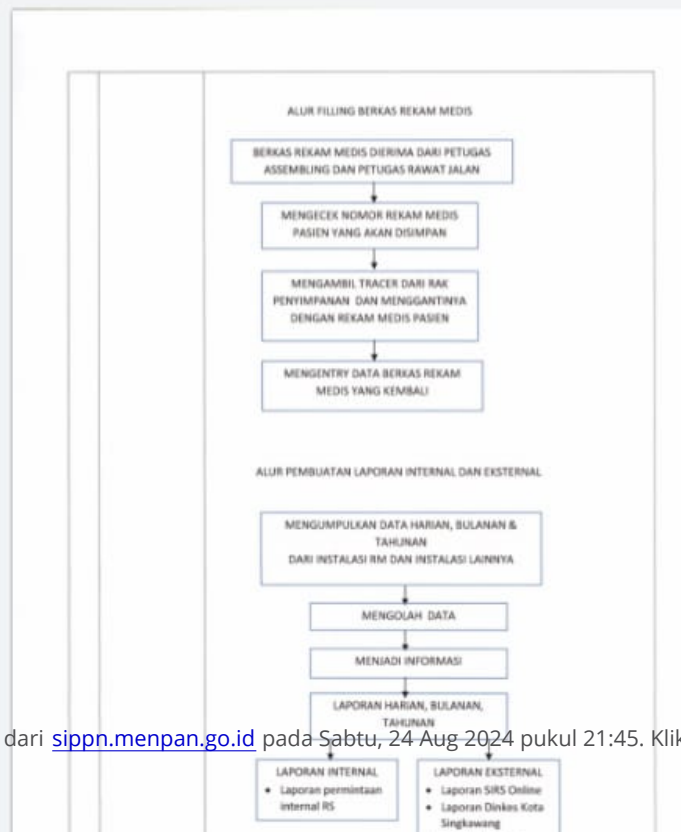 ALUR FILLING BERKAS REKAM MEDIS
BERKAS REKAM MEDIS DIERIMA DARI PETUGAS
ASSEMBLING DAN PETUGAS RAWAT JALAN
MENGECEK NOMOR REKAM MEDIS
PASIEN YANG AKAN DISIMPAN
MENGAMBIL TRACER DARI RAK
PENYIMPANAN DAN MENGGANTINYA
DENGAN REKAM MEDIS PASIEN
MENGENTRY DATA BERKAS REKAM
MEDIS YANG KEMBALI
ALUR PEMBUATAN LAPORAN INTERNAL DAN EKSTERNAL
MENGUMPULKAN DATA HARIAN, BULANAN &
TAHUNAN
DARI INSTALASI RM DAN INSTALASI LAINNYA
MENGOLAH DATA
MENJADI INFORMASI
LAPORAN HARIAN, BULANAN,
TAHUNAN
dari sippn.menpan.go.id pada Sabtu, 24 Aug 2024 pukul 21:45. Klik
LAPORAN INTERNAL
• Laporan permintaan
internal RS
LAPORAN EKSTERNAL
• Laporan SIRS Online
• Laporan Dinkes Kota
Singkawang